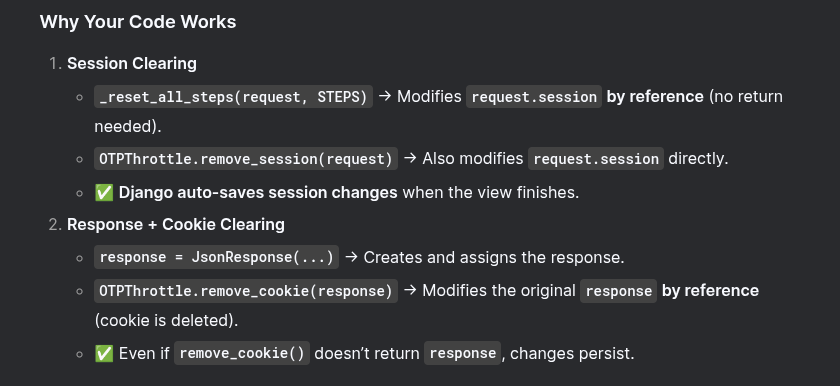 Why Your Code Works
1. Session Clearing
◦ _reset_all_steps(request, STEPS) → Modifies request.session by reference (no return
needed).
◦ OTPThrottle.remove_session(request) → Also modifies request.session directly.
◦ ✅ Django auto-saves session changes when the view finishes.
2. Response + Cookie Clearing
◦ response = JsonResponse(...) → Creates and assigns the response.
◦ OTPThrottle.remove_cookie(response) → Modifies the original response by reference
(cookie is deleted).
◦ ✅ Even if remove_cookie() doesn’t return response, changes persist.